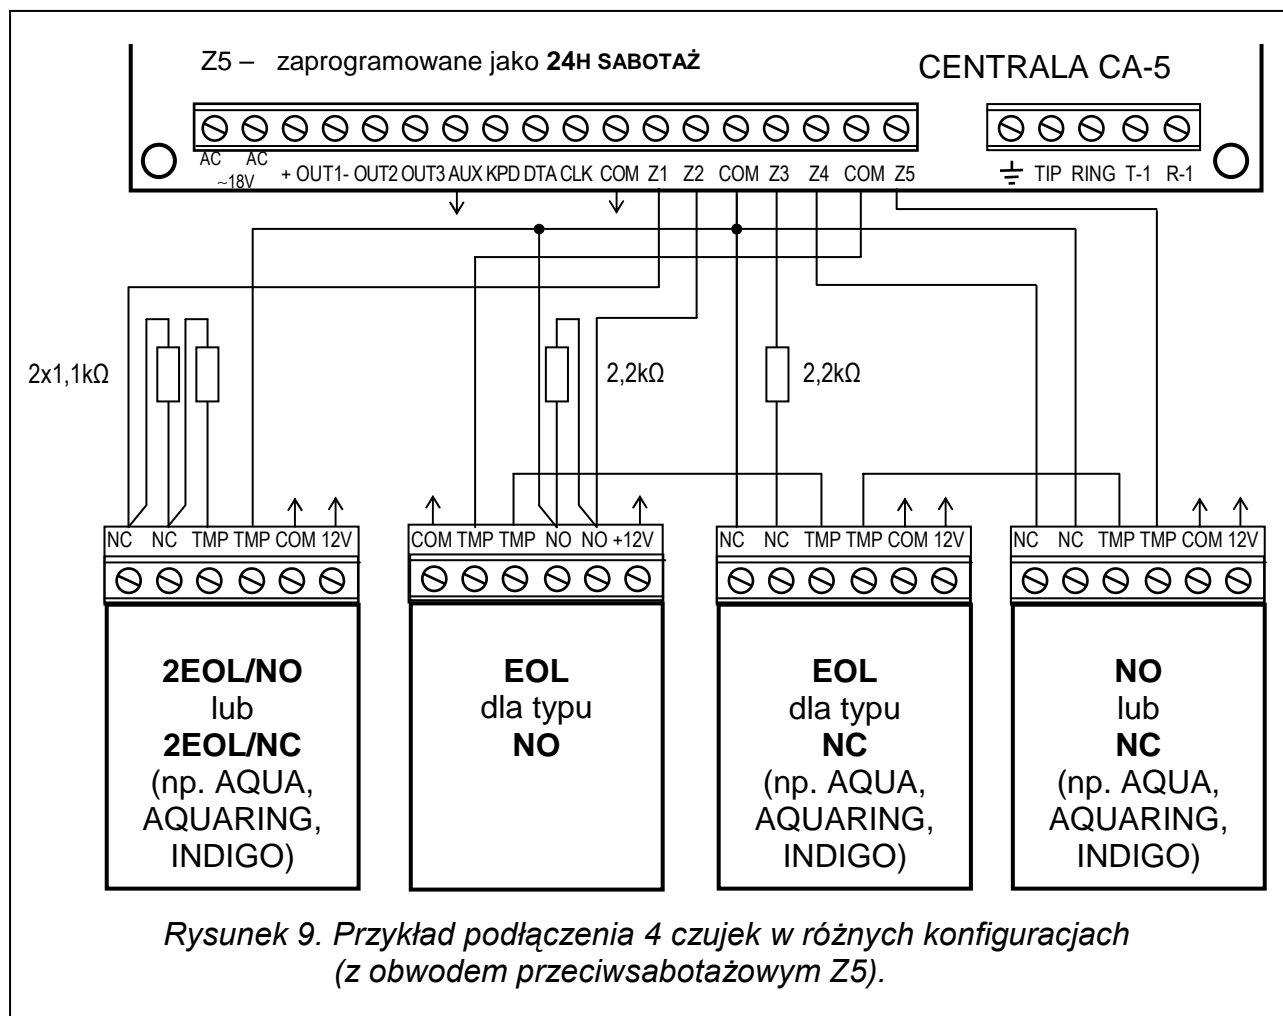 Z5 – zaprogramowane jako 24H SABOTAŻ
CENTRALA CA-5
AC AC
~18V
+ OUT1- OUT2 OUT3 AUX KPD DTA CLK COM Z1 Z2 COM Z3 Z4 COM Z5
TIP RING T-1 R-1
2x1,1kΩ
2,2kΩ
2,2kΩ
NC NC TMP TMP COM 12V
COM TMP TMP NO NO +12V
NC NC TMP TMP COM 12V
NC NC TMP TMP COM 12V
2EOL/NO
lub
2EOL/NC
(np. AQUA,
AQUARING,
INDIGO)
EOL
dla typu
NO
EOL
dla typu
NC
(np. AQUA,
AQUARING,
INDIGO)
NO
lub
NC
(np. AQUA,
AQUARING,
INDIGO)
Rysunek 9. Przykład podłączenia 4 czujek w różnych konfiguracjach
(z obwodem przeciwsabotażowym Z5).